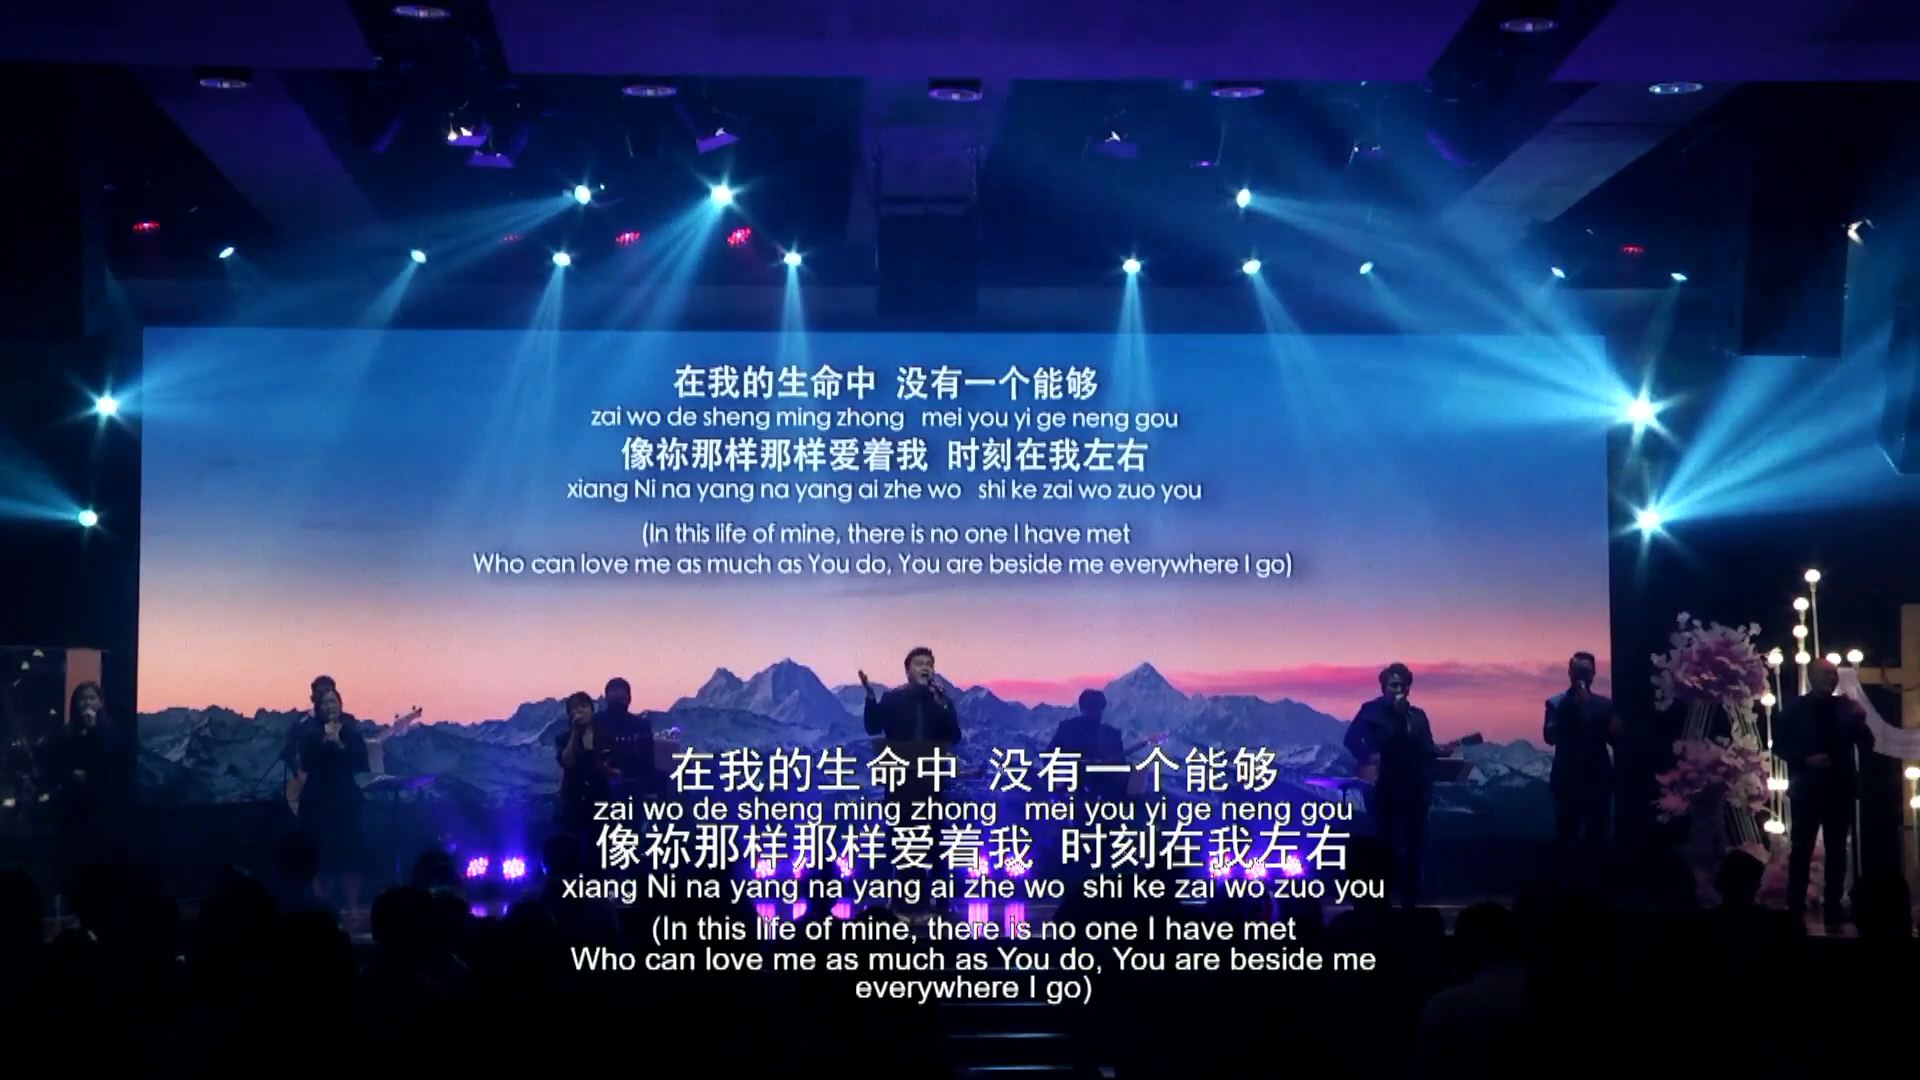 在我的生命中 没有一个能够
zai wo de sheng ming zhong mei you yi ge neng gou
像祢那样那样爱着我 时刻在我左右
xiang Ni na yang na yang ai zhe wo shi ke zai wo zuo you
(In this life of mine, there is no one I have met
Who can love me as much as You do, You are beside me everywhere I go)
在我的生命中 没有一个能够
zai wo de sheng ming zhong mei you yi ge neng gou
像祢那样那样爱着我 时刻在我左右
xiang Ni na yang na yang ai zhe wo shi ke zai wo zuo you
(In this life of mine, there is no one I have met
Who can love me as much as You do, You are beside me
everywhere I go)